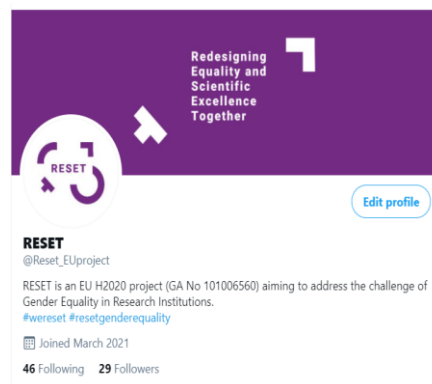 Redesigning
Equality and
Scientific
Excellence
Together
RESET
Edit profile
RESET
@Reset_EUproject
RESET is an EU H2020 project (GA No 101006560) aiming to address the challenge of
Gender Equality in Research Institutions.
#wereset #resetgenderequality
Joined March 2021
46 Following 29 Followers